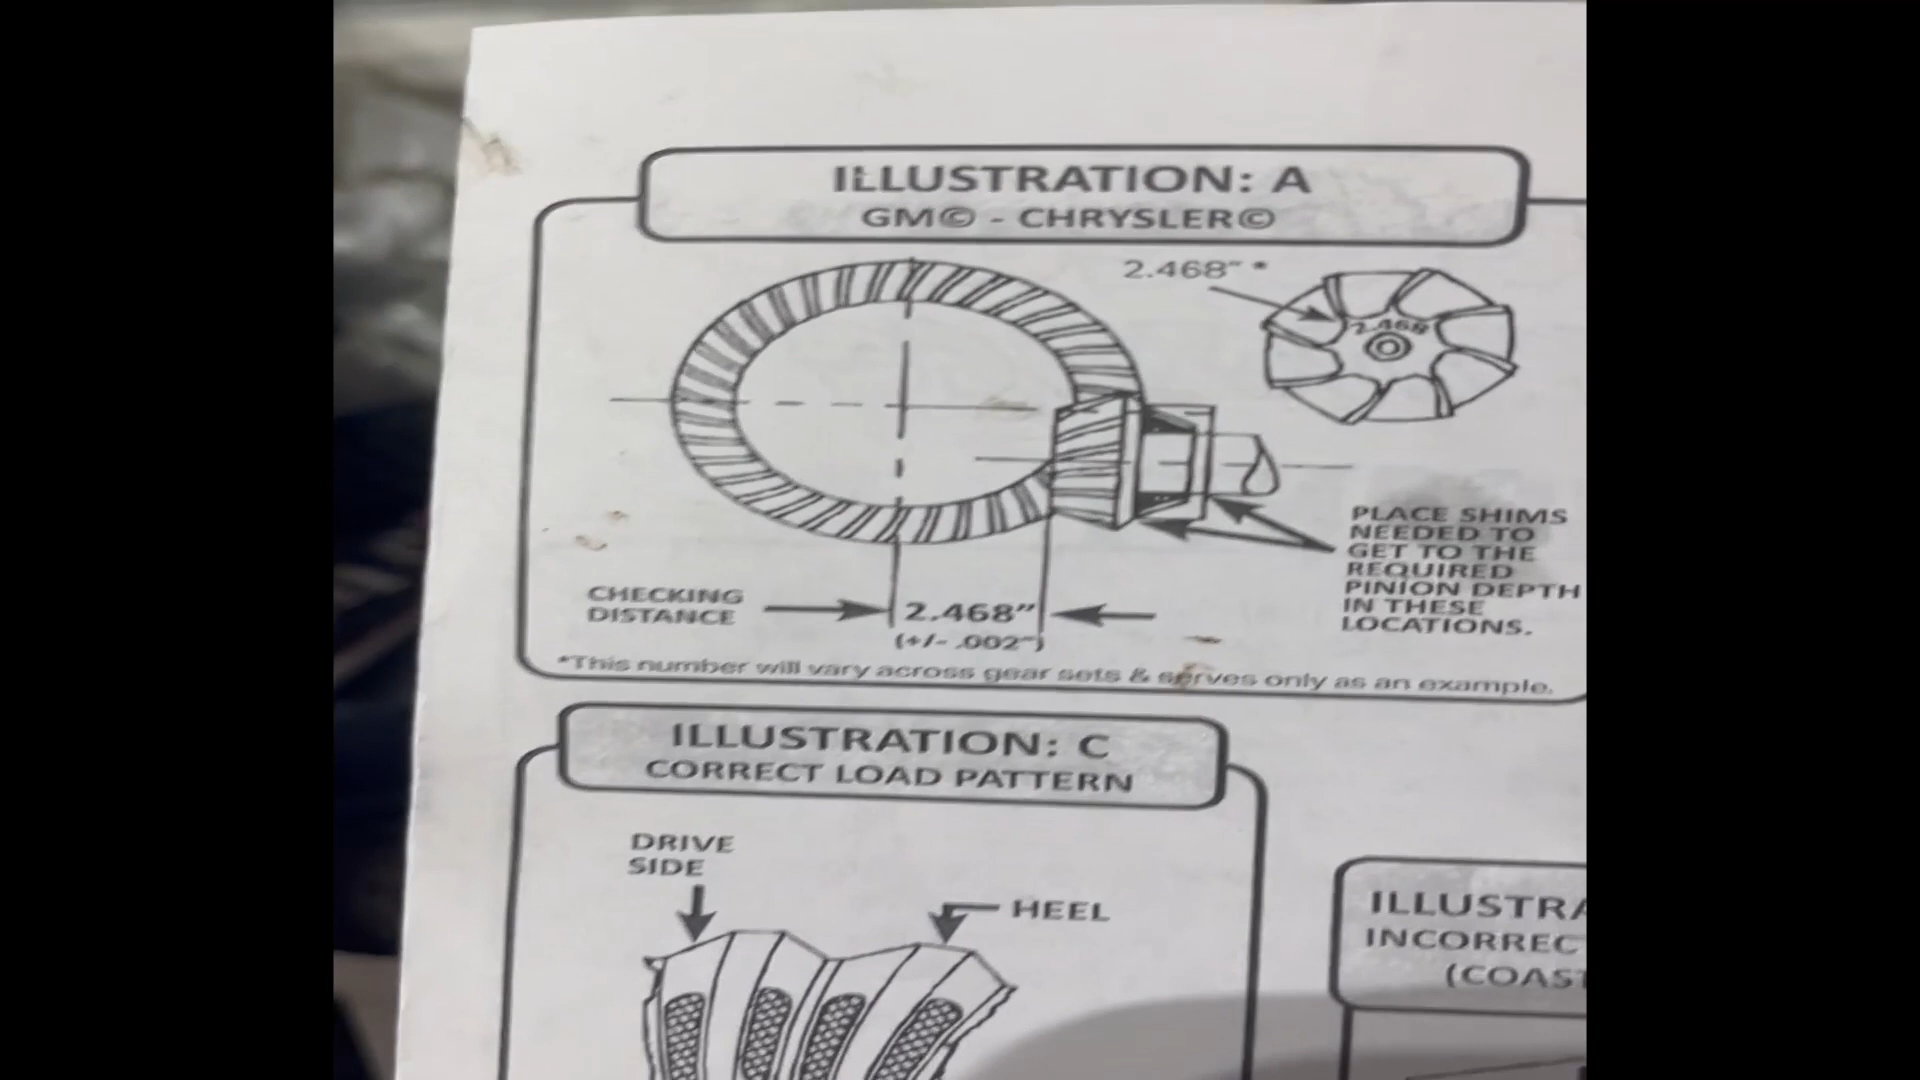 ILLUSTRATION: A
GM© - CHRYSLER©
2.468" *
2.468
PLACE SHIMS
NEEDED TO
GET TO THE
REQUIRED
PINION DEPTH
IN THESE
LOCATIONS.
CHECKING
DISTANCE
2.468"
(+/- .002")
*This number will vary across gear sets & serves only as an example.
ILLUSTRATION: C
CORRECT LOAD PATTERN
DRIVE
SIDE
HEEL
ILLUSTRA
INCORREC
(COAST